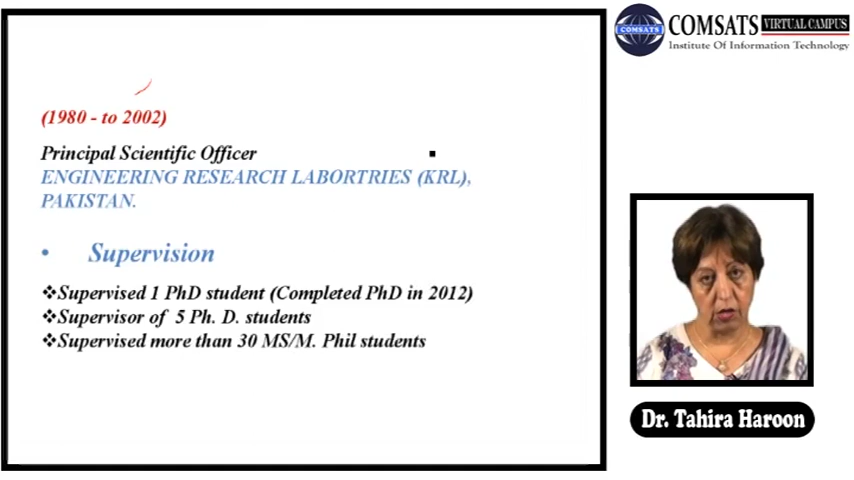 COMSATS VIRTUAL CAMPUS
COMSATS
Institute Of Information Technology
(1980 - to 2002)
Principal Scientific Officer
ENGINEERING RESEARCH LABORTRIES (KRL),
PAKISTAN.
• Supervision
❖Supervised 1 PhD student (Completed PhD in 2012)
❖Supervisor of 5 Ph. D. students
❖Supervised more than 30 MS/M. Phil students
Dr. Tahira Haroon